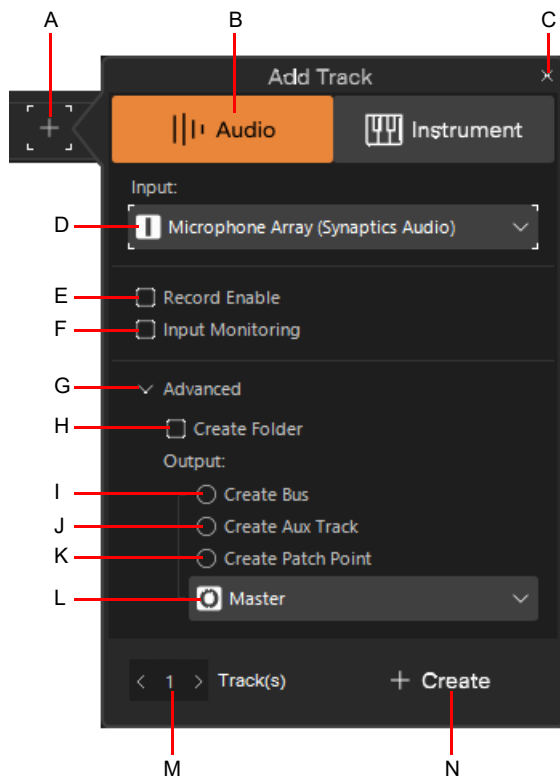 A B C
Add Track
Audio Instrument
Input:
D Microphone Array (Synaptics Audio)
E Record Enable
F Input Monitoring
G Advanced
H Create Folder
Output:
I Create Bus
J Create Aux Track
K Create Patch Point
L Master
1 Track(s) + Create
M N